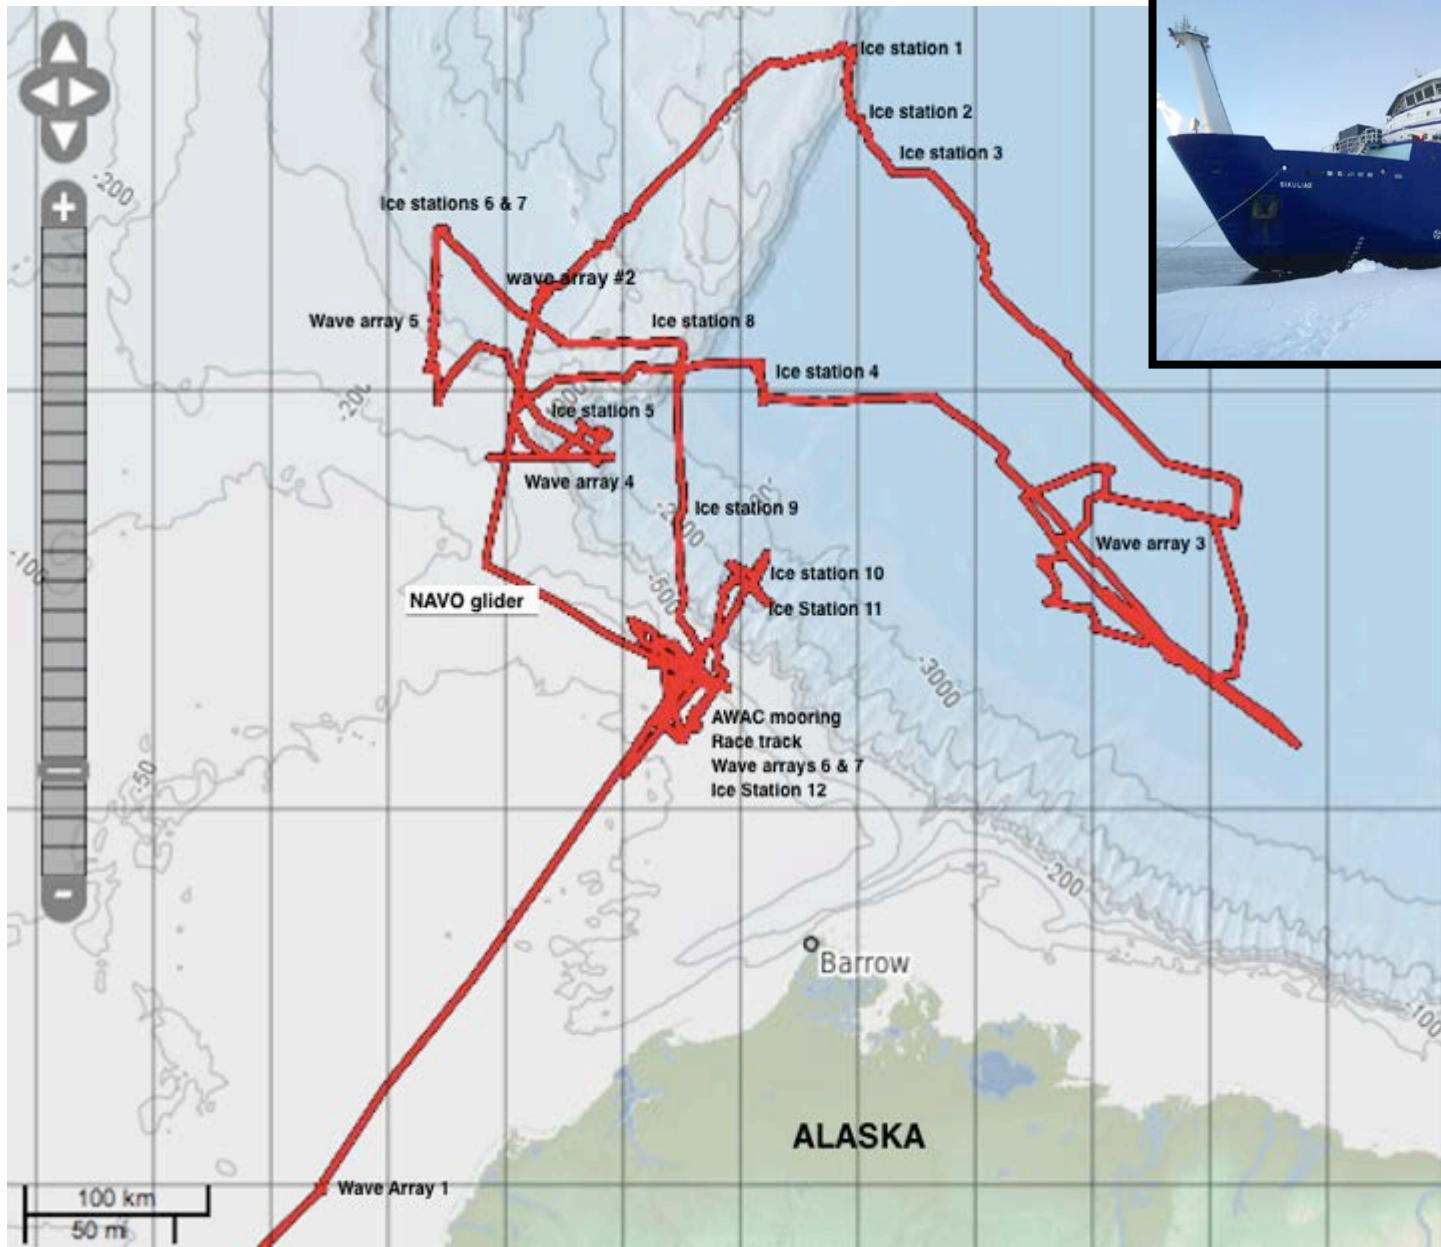 Ice station 1
Ice station 2
Ice station 3
-200
Ice stations 6 & 7
wave array #2
Wave array 5
Ice station 8
Ice station 4
-200
Ice station 5
Wave array 4
Ice station 9
-100
Wave array 3
Ice station 10
-500
NAVO glider
Ice Station 11
-3000
AWAC mooring
Race track
Wave arrays 6 & 7
Ice Station 12
-50
-200
Barrow
-100
ALASKA
Wave Array 1
100 km
50 mi
SIKULIAQ
+
-